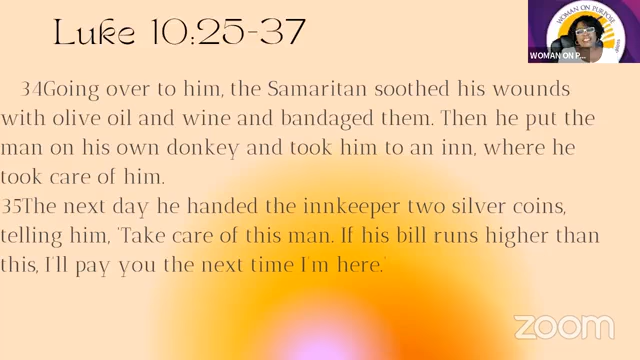 Luke 10:25-37
34Going over to him, the Samaritan soothed his wounds
with olive oil and wine and bandaged them. Then he put the
man on his own donkey and took him to an inn, where he
took care of him.
35The next day he handed the innkeeper two silver coins,
telling him, 'Take care of this man. If his bill runs higher than
this, I'll pay you the next time I'm here.'
WOMAN ON PURPOSE
WOMAN ON P...
zoom